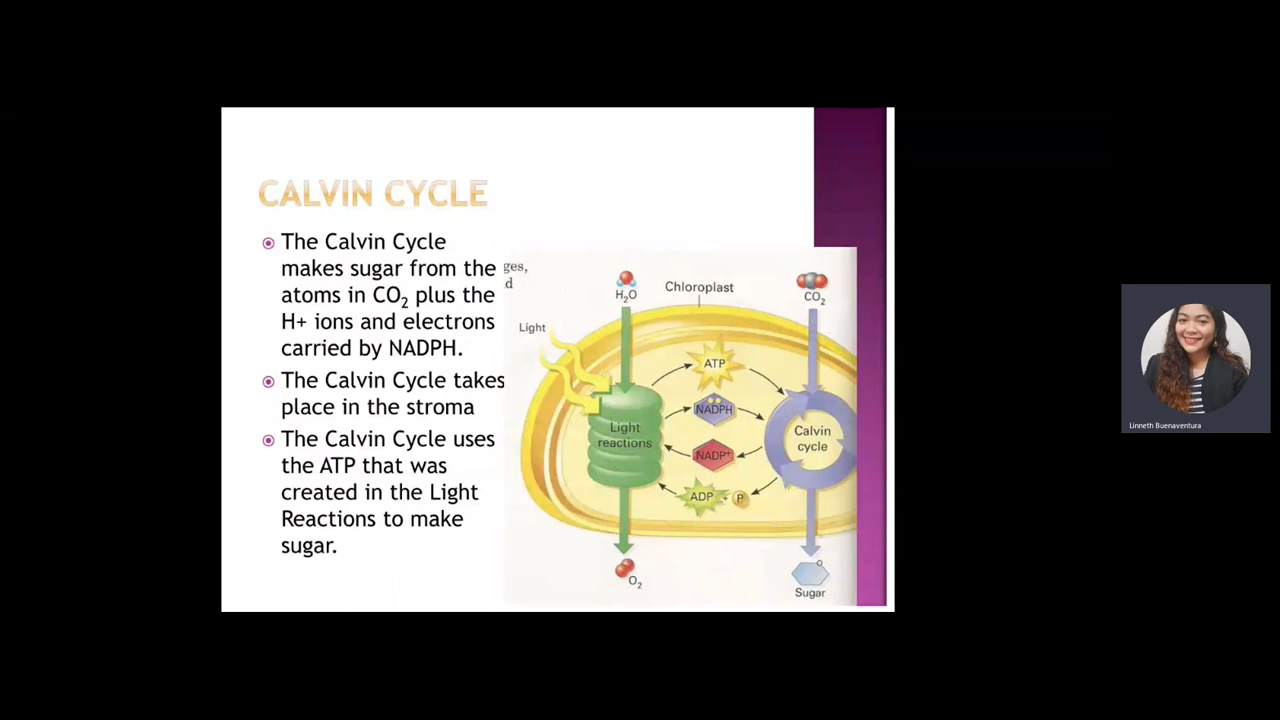 CALVIN CYCLE
The Calvin Cycle
makes sugar from the
atoms in CO₂ plus the
H+ ions and electrons
carried by NADPH.
The Calvin Cycle takes
place in the stroma
The Calvin Cycle uses
the ATP that was
created in the Light
Reactions to make
sugar.
ges,
d
H₂O
Chloroplast
CO₂
Light
ATP
NADPH
Light
reactions
Calvin
cycle
NADP⁺
ADP + P
O₂
Sugar
Linneth Buenaventura